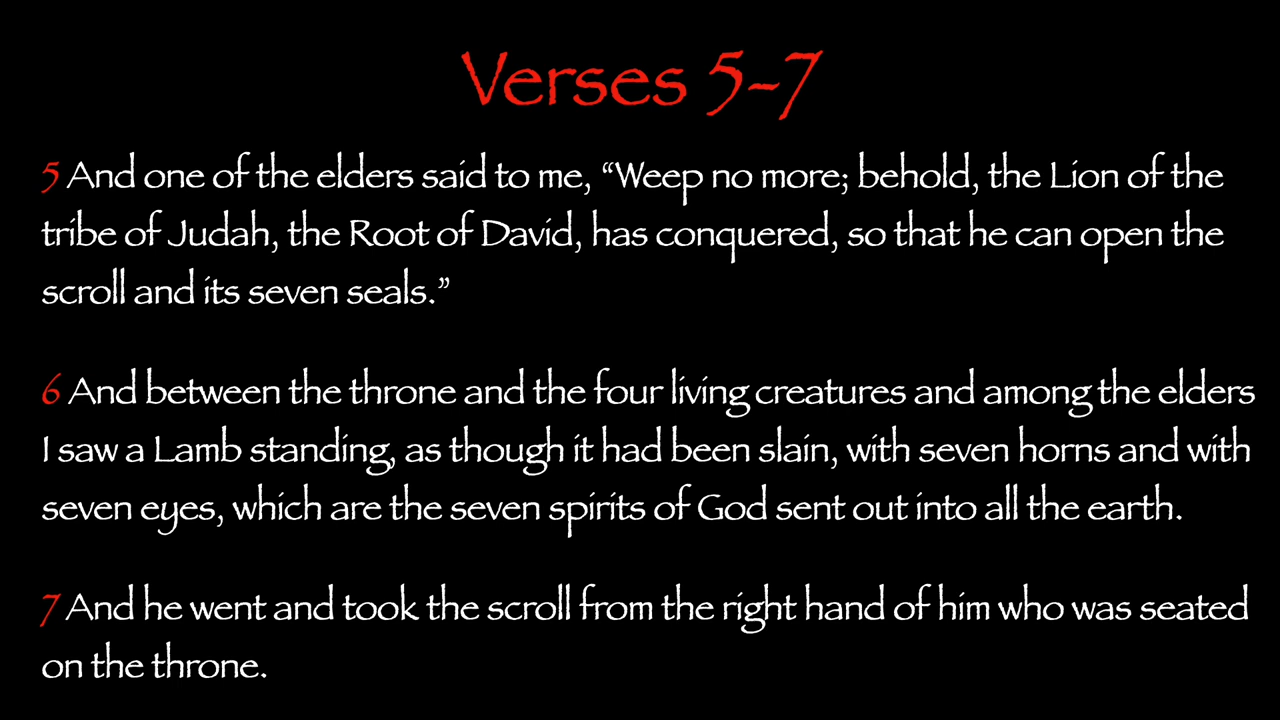 Verses 5-7
5 And one of the elders said to me, “Weep no more; behold, the Lion of the
tribe of Judah, the Root of David, has conquered, so that he can open the
scroll and its seven seals.”
6 And between the throne and the four living creatures and among the elders
I saw a Lamb standing, as though it had been slain, with seven horns and with
seven eyes, which are the seven spirits of God sent out into all the earth.
7 And he went and took the scroll from the right hand of him who was seated
on the throne.